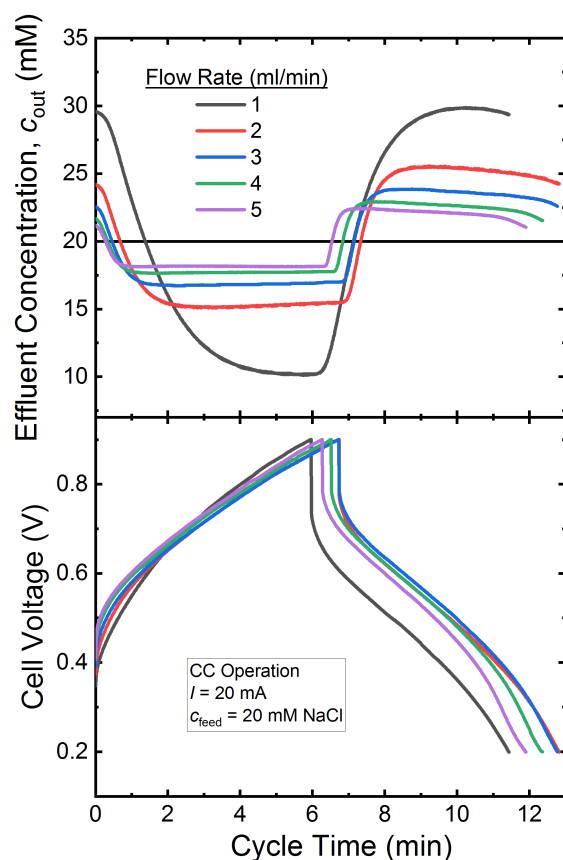 35
30
25
20
15
10
Effluent Concentration, c_out (mM)
Flow Rate (ml/min)
1
2
3
4
5
0.8
0.6
0.4
0.2
Cell Voltage (V)
CC Operation
I = 20 mA
c_feed = 20 mM NaCl
0 2 4 6 8 10 12
Cycle Time (min)